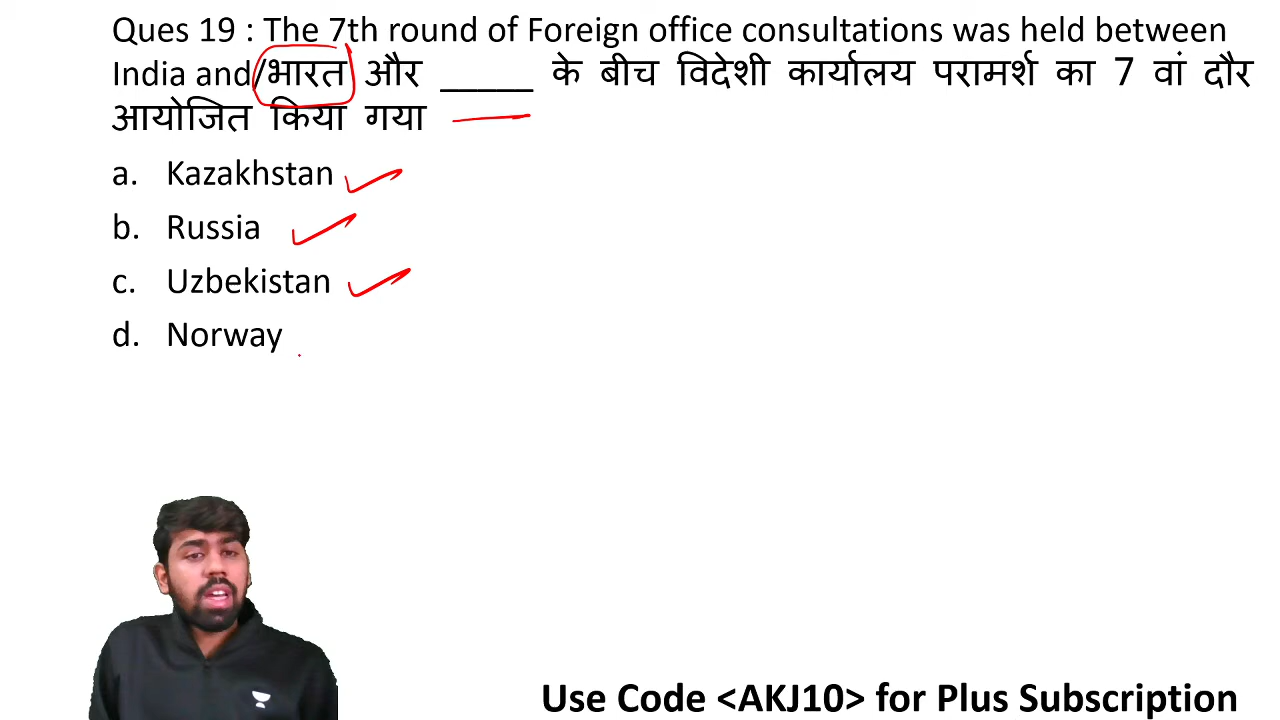 Ques 19 : The 7th round of Foreign office consultations was held between
India and/भारत और _____ के बीच विदेशी कार्यालय परामर्श का 7 वां दौर
आयोजित किया गया
a. Kazakhstan
b. Russia
c. Uzbekistan
d. Norway
Use Code <AKJ10> for Plus Subscription